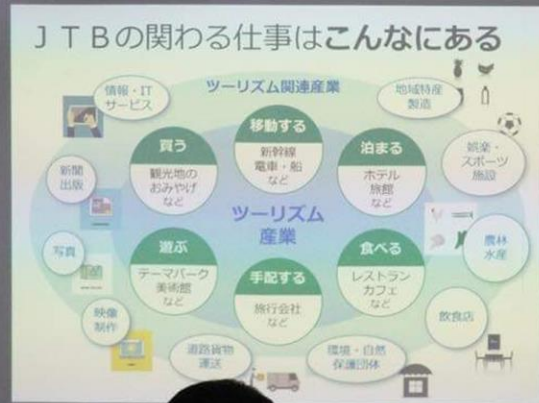 JTBの関わる仕事はこんなにある
ツーリズム関連産業
情報・IT
サービス
地域特産
製造
新聞
出版
娯楽・
スポーツ
施設
写真
農林
水産
映像
制作
飲食店
道路貨物
運送
環境・自然
保護団体
移動する
新幹線
電車・船
など
買う
観光地の
おみやげ
など
泊まる
ホテル
旅館
など
ツーリズム
産業
遊ぶ
テーマパーク
美術館
など
食べる
レストラン
カフェ
など
手配する
旅行会社
など